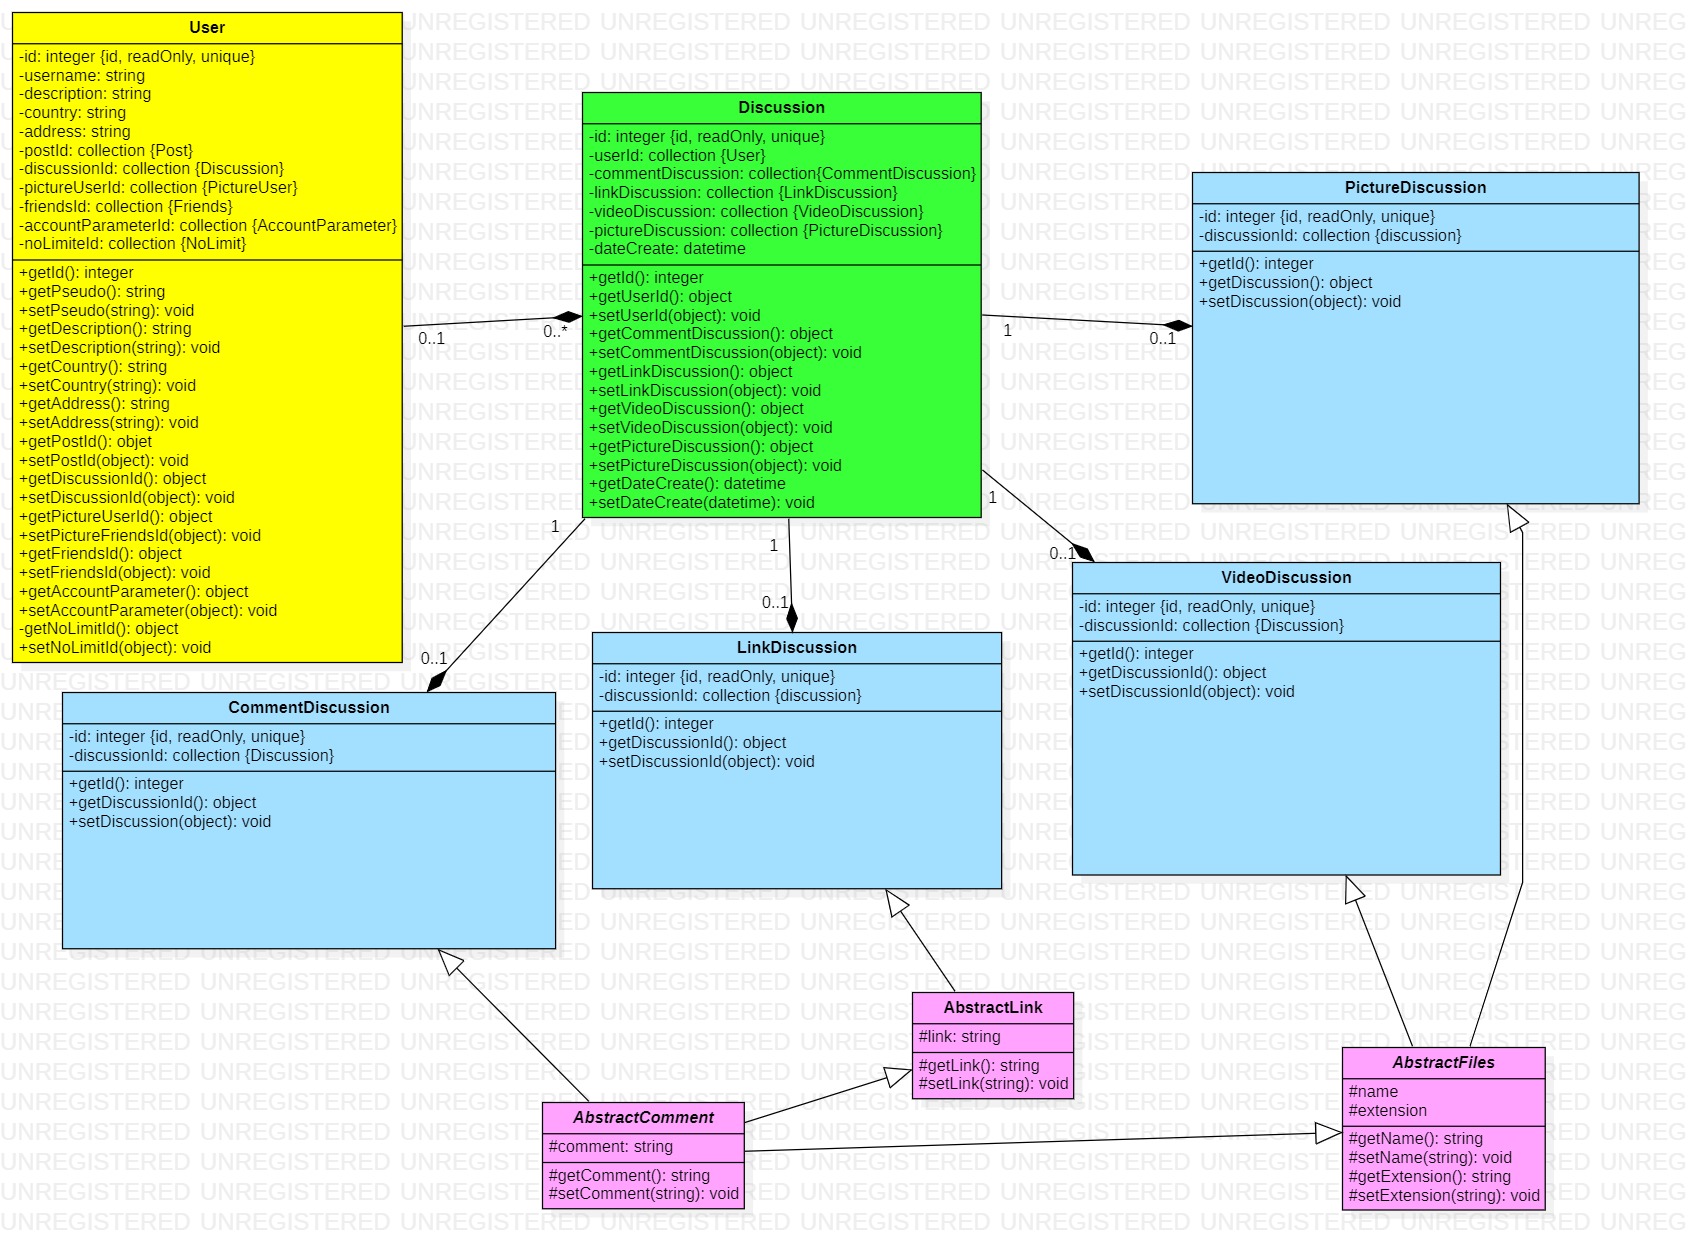 User
-id: integer {id, readOnly, unique}
-username: string
-description: string
-country: string
-address: string
-postId: collection {Post}
-discussionId: collection {Discussion}
-pictureUserId: collection {PictureUser}
-friendsId: collection {Friends}
-accountParameterId: collection {AccountParameter}
-noLimiteId: collection {NoLimit}
+getId(): integer
+getPseudo(): string
+setPseudo(string): void
+getDescription(): string
+setDescription(string): void
+getCountry(): string
+setCountry(string): void
+getAddress(): string
+setAddress(string): void
+getPostId(): objet
+setPostId(object): void
+getDiscussionId(): object
+setDiscussionId(object): void
+getPictureUserId(): object
+setPictureFriendsId(object): void
+getFriendsId(): object
+setFriendsId(object): void
+getAccountParameter(): object
+setAccountParameter(object): void
-getNoLimitId(): object
+setNoLimitId(object): void
0..1
0..*
Discussion
-id: integer {id, readOnly, unique}
-userId: collection {User}
-commentDiscussion: collection{CommentDiscussion}
-linkDiscussion: collection {LinkDiscussion}
-videoDiscussion: collection {VideoDiscussion}
-pictureDiscussion: collection {PictureDiscussion}
-dateCreate: datetime
+getId(): integer
+getUserId(): object
+setUserId(object): void
+getCommentDiscussion(): object
+setCommentDiscussion(object): void
+getLinkDiscussion(): object
+setLinkDiscussion(object): void
+getVideoDiscussion(): object
+setVideoDiscussion(object): void
+getPictureDiscussion(): object
+setPictureDiscussion(object): void
+getDateCreate(): datetime
+setDateCreate(datetime): void
1
0..1
PictureDiscussion
-id: integer {id, readOnly, unique}
-discussionId: collection {discussion}
+getId(): integer
+getDiscussion(): object
+setDiscussion(object): void
1
0..1
VideoDiscussion
-id: integer {id, readOnly, unique}
-discussionId: collection {Discussion}
+getId(): integer
+getDiscussionId(): object
+setDiscussionId(object): void
1
0..1
LinkDiscussion
-id: integer {id, readOnly, unique}
-discussionId: collection {discussion}
+getId(): integer
+getDiscussionId(): object
+setDiscussionId(object): void
1
0..1
CommentDiscussion
-id: integer {id, readOnly, unique}
-discussionId: collection {Discussion}
+getId(): integer
+getDiscussionId(): object
+setDiscussion(object): void
AbstractLink
#link: string
#getLink(): string
#setLink(string): void
AbstractComment
#comment: string
#getComment(): string
#setComment(string): void
AbstractFiles
#name
#extension
#getName(): string
#setName(string): void
#getExtension(): string
#setExtension(string): void
UNREGISTERED